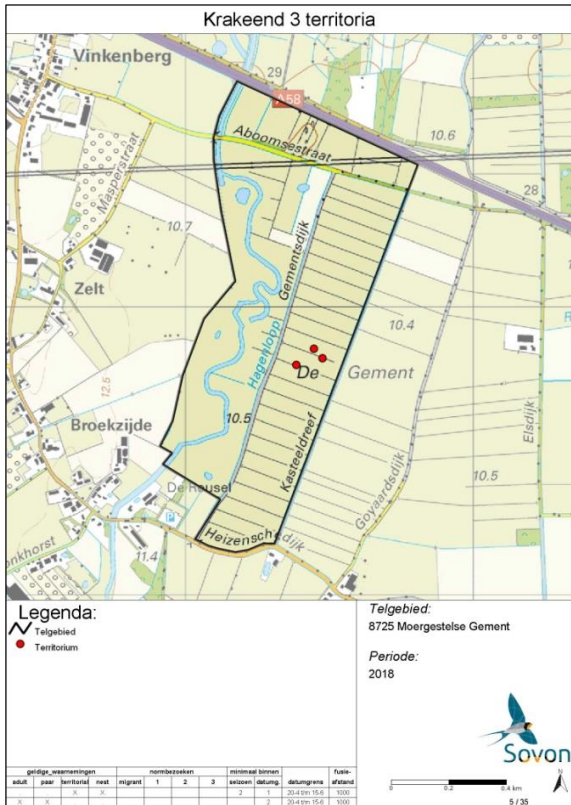 Krakeend 3 territoria
Vinkenberg
29
A58
Aboomsestraat
10.6
Masperstraat
28
10.7
Gementsdijk
Zelt
Hagenloop
10.4
De Gement
12.5
Broekzijde
10.5
Kasteeldreef
Elsdijk
Govaardsdijk
10.5
De Reusel
P
Heizenschedijk
11.4
onkhorst
Legenda:
Telgebied
Territorium
Telgebied:
8725 Moergestelse Gement
Periode:
2018
Sovon
0 0.2 0.4 km
5 / 35
geldige_waarnemingen normbezoeken minimaal binnen fusie-
adult paar territoriaal nest migrant 1 2 3 seizoen datumg. datumgrens afstand
. . X X 2 1 20-4 t/m 15-6 1000
X X . . . 2 20-4 t/m 15-6 1000